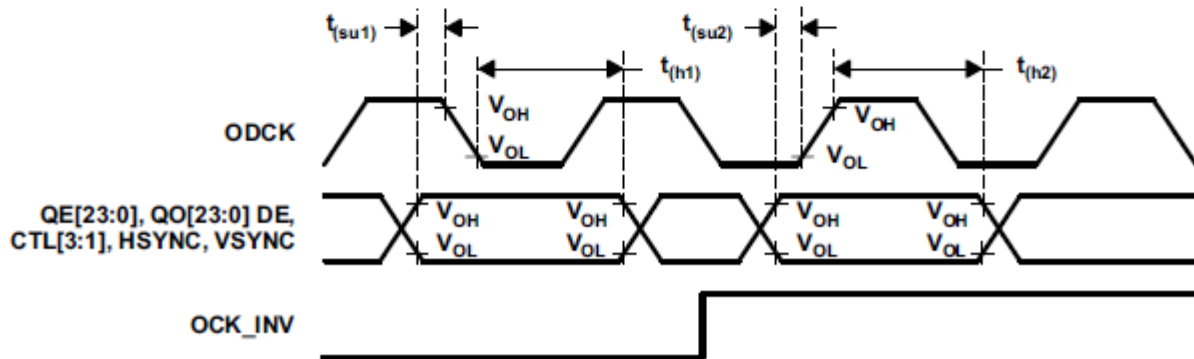 t(su1)
t(su2)
t(h1)
t(h2)
ODCK
VOH
VOL
VOH
VOL
QE[23:0], QO[23:0] DE,
CTL[3:1], HSYNC, VSYNC
VOH VOH VOH VOH
VOL VOL VOL VOL
OCK_INV